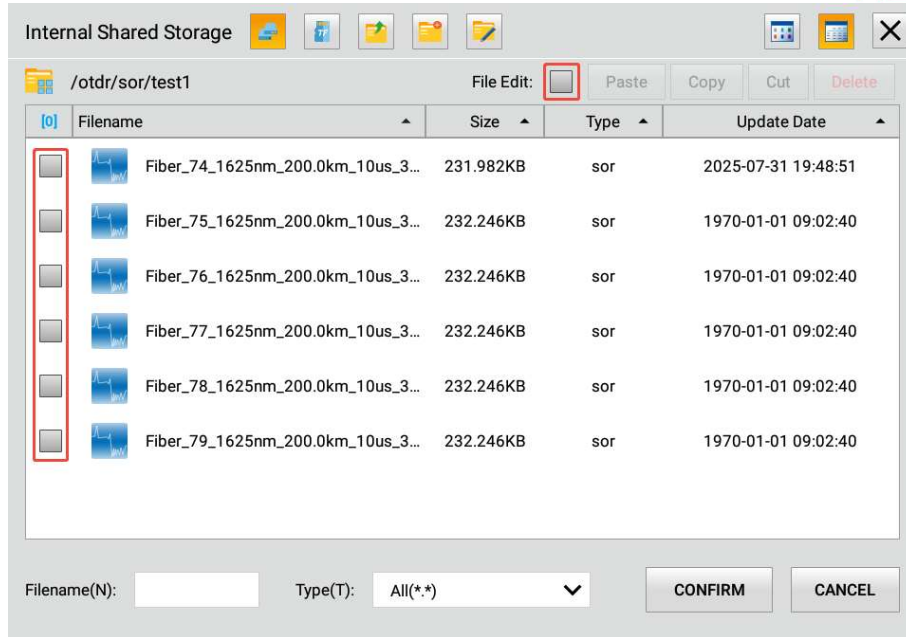 Internal Shared Storage TF
/otdr/sor/test1 File Edit: Paste Copy Cut Delete
[0] Filename Size Type Update Date
Fiber_74_1625nm_200.0km_10us_3... 231.982KB sor 2025-07-31 19:48:51
Fiber_75_1625nm_200.0km_10us_3... 232.246KB sor 1970-01-01 09:02:40
Fiber_76_1625nm_200.0km_10us_3... 232.246KB sor 1970-01-01 09:02:40
Fiber_77_1625nm_200.0km_10us_3... 232.246KB sor 1970-01-01 09:02:40
Fiber_78_1625nm_200.0km_10us_3... 232.246KB sor 1970-01-01 09:02:40
Fiber_79_1625nm_200.0km_10us_3... 232.246KB sor 1970-01-01 09:02:40
Filename(N): Type(T): All(*.*) CONFIRM CANCEL